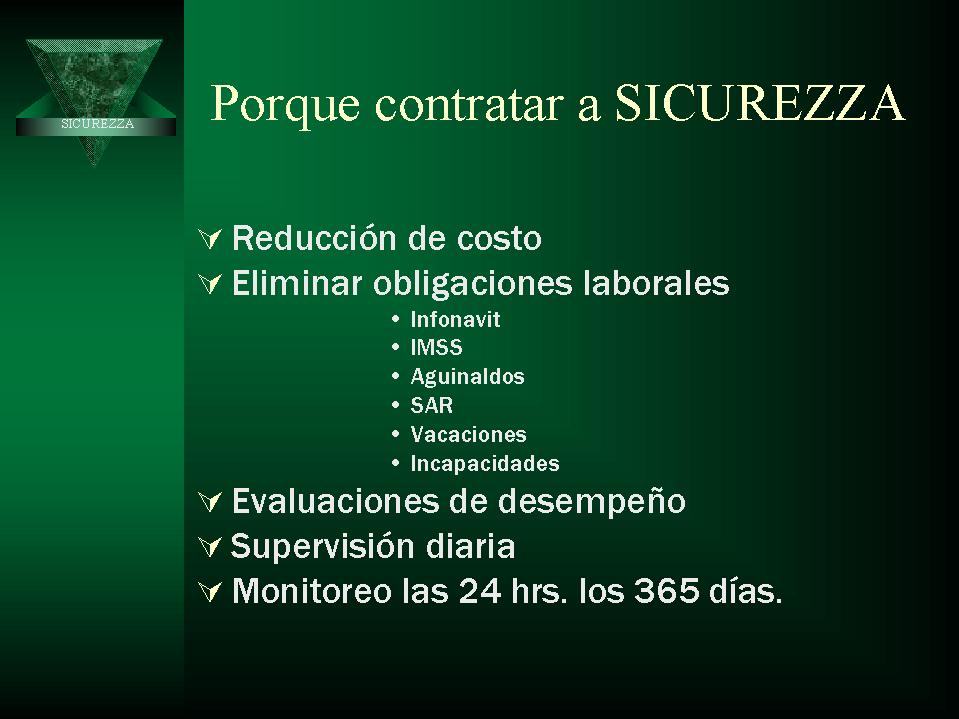 SICUREZZA
Porque contratar a SICUREZZA
Reducción de costo
Eliminar obligaciones laborales
• Infonavit
• IMSS
• Aguinaldos
• SAR
• Vacaciones
• Incapacidades
Evaluaciones de desempeño
Supervisión diaria
Monitoreo las 24 hrs. los 365 días.